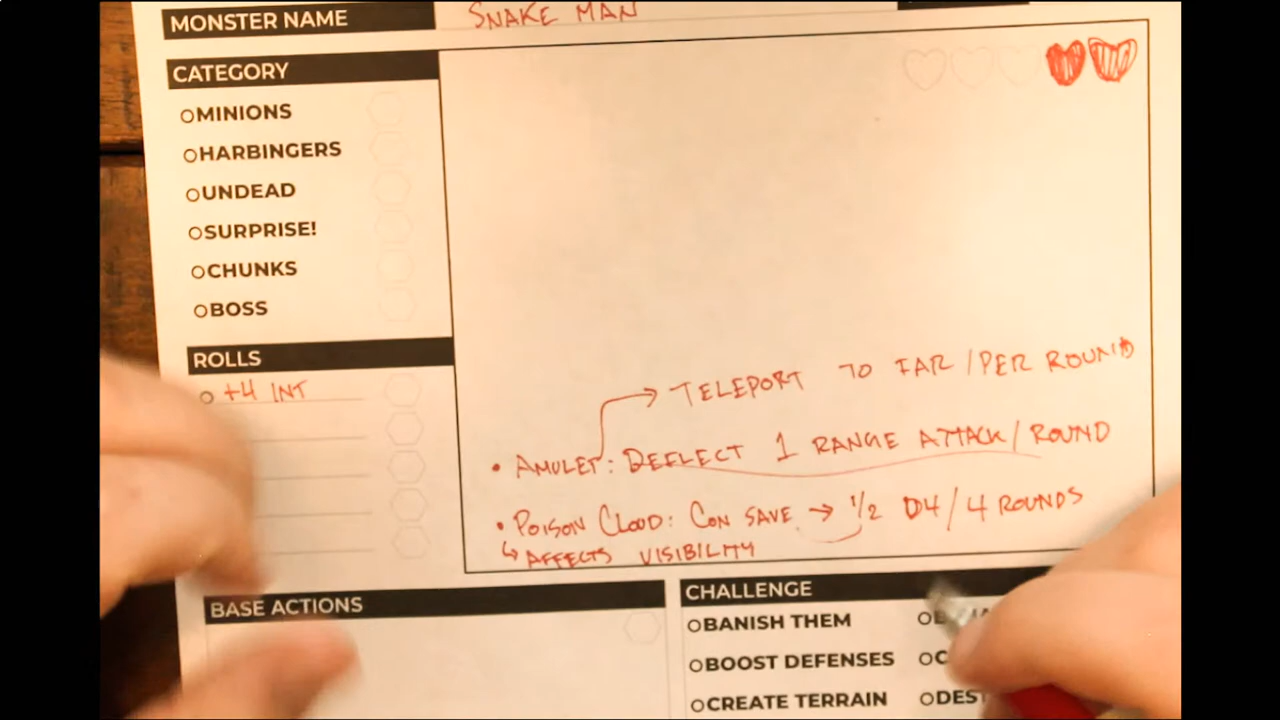 MONSTER NAME SNAKE MAN
CATEGORY
MINIONS
HARBINGERS
UNDEAD
SURPRISE!
CHUNKS
BOSS
ROLLS
+4 INT
→ TELEPORT TO FAR / PER ROUND
• AMULET: DEFLECT 1 RANGE ATTACK / ROUND
• POISON CLOUD: CON SAVE → 1/2 D4 / 4 ROUNDS
↳ AFFECTS VISIBILITY
BASE ACTIONS
CHALLENGE
BANISH THEM
BOOST DEFENSES
CREATE TERRAIN
DEST